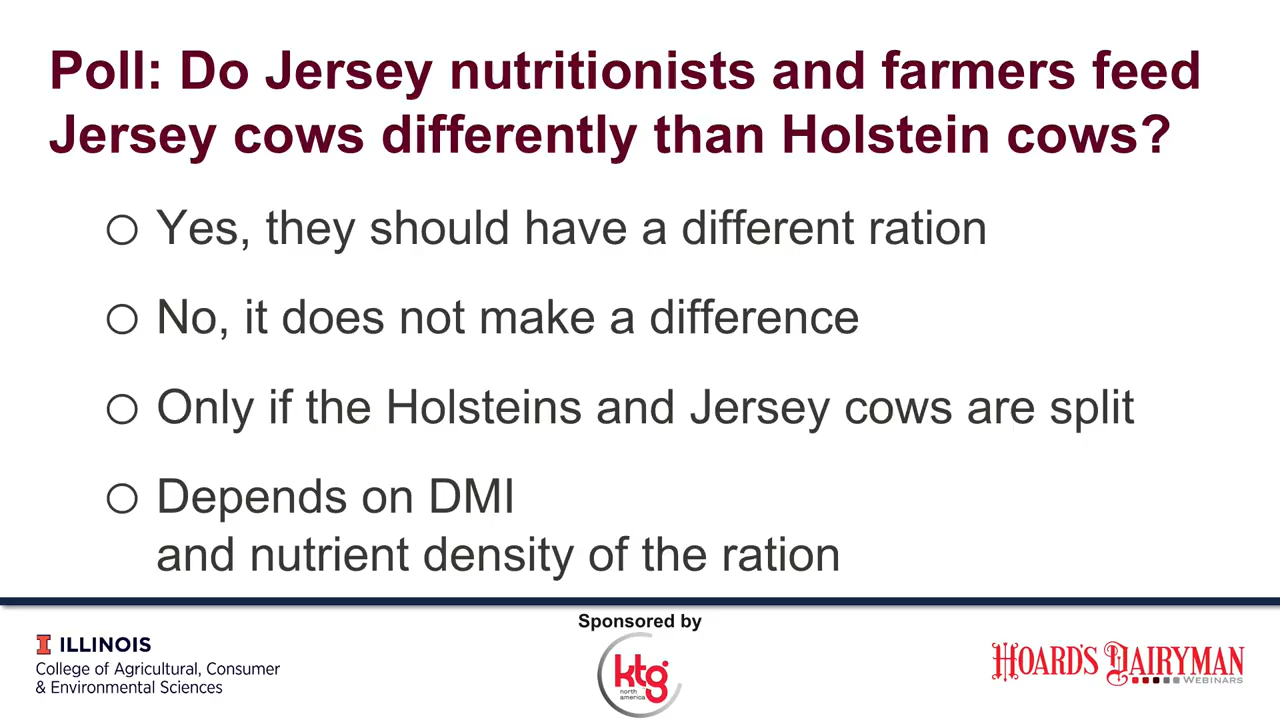 Poll: Do Jersey nutritionists and farmers feed
Jersey cows differently than Holstein cows?
Yes, they should have a different ration
No, it does not make a difference
Only if the Holsteins and Jersey cows are split
Depends on DMI
and nutrient density of the ration
Sponsored by
I ILLINOIS
College of Agricultural, Consumer
& Environmental Sciences
ktg
north
america
HOARD'S DAIRYMAN
WEBINARS